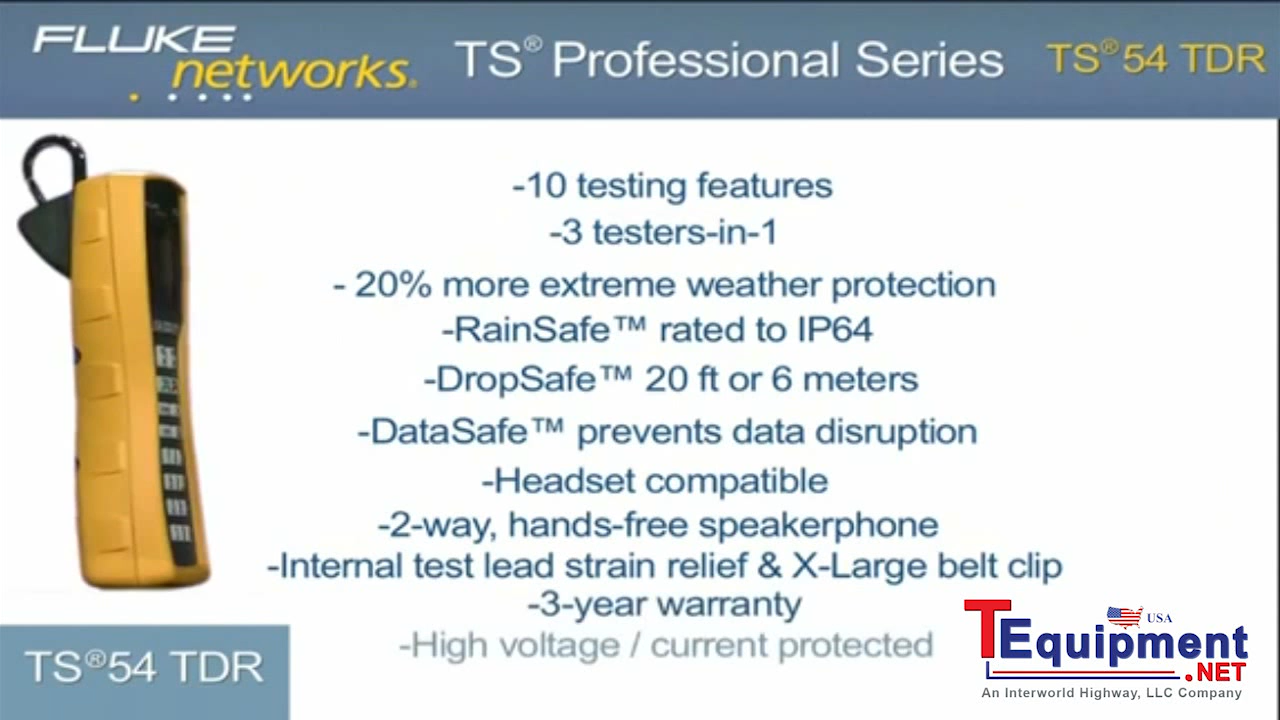 FLUKE
networks®
TS® Professional Series
TS®54 TDR
-10 testing features
-3 testers-in-1
- 20% more extreme weather protection
-RainSafe™ rated to IP64
-DropSafe™ 20 ft or 6 meters
-DataSafe™ prevents data disruption
-Headset compatible
-2-way, hands-free speakerphone
-Internal test lead strain relief & X-Large belt clip
-3-year warranty
-High voltage / current protected
TS®54 TDR
USA
TEquipment
.NET
An Interworld Highway, LLC Company